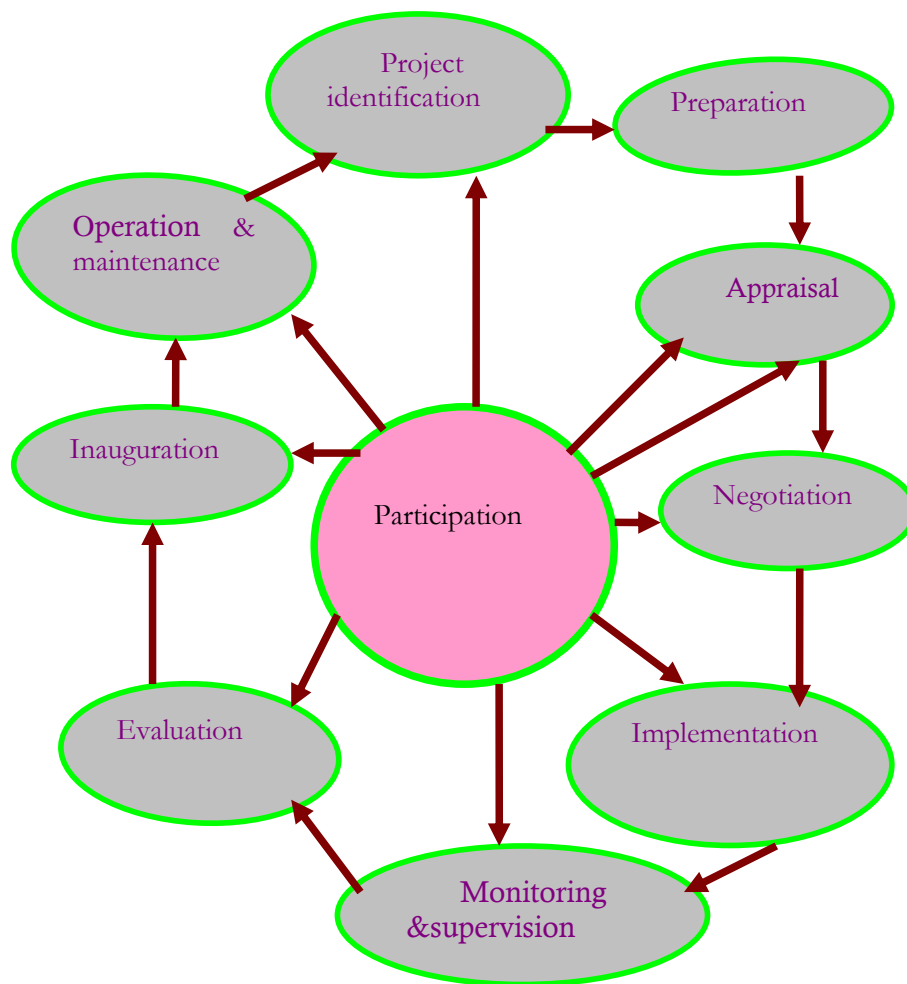 Project
identification
Preparation
Operation &
maintenance
Appraisal
Inauguration
Negotiation
Participation
Evaluation
Implementation
Monitoring
&supervision